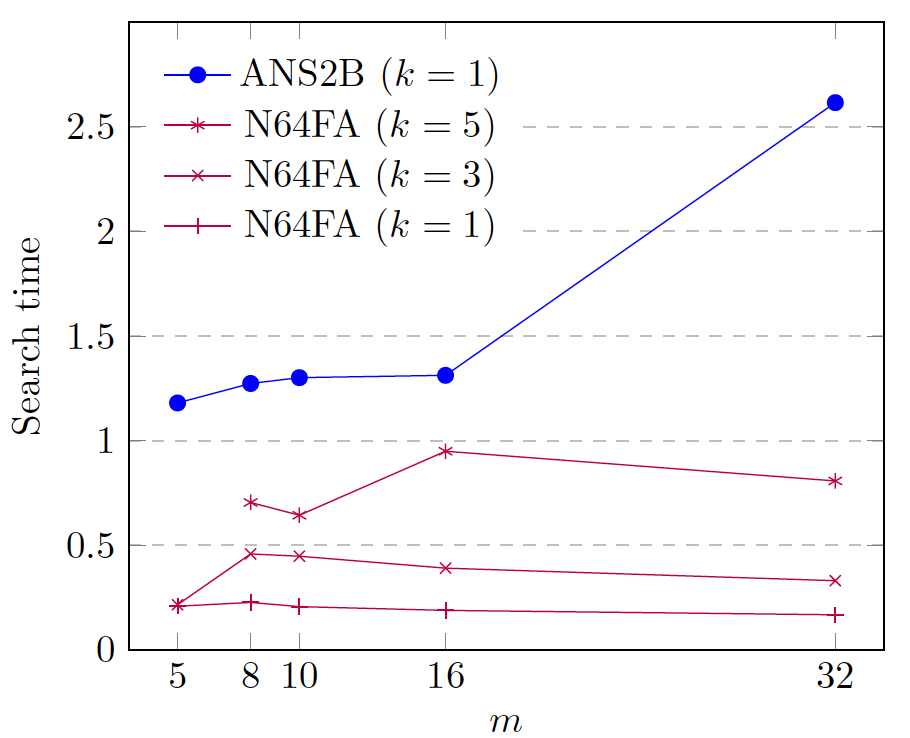 ANS2B (k = 1)
N64FA (k = 5)
N64FA (k = 3)
N64FA (k = 1)
2.5
2
1.5
1
0.5
0
Search time
5 8 10 16 32
m